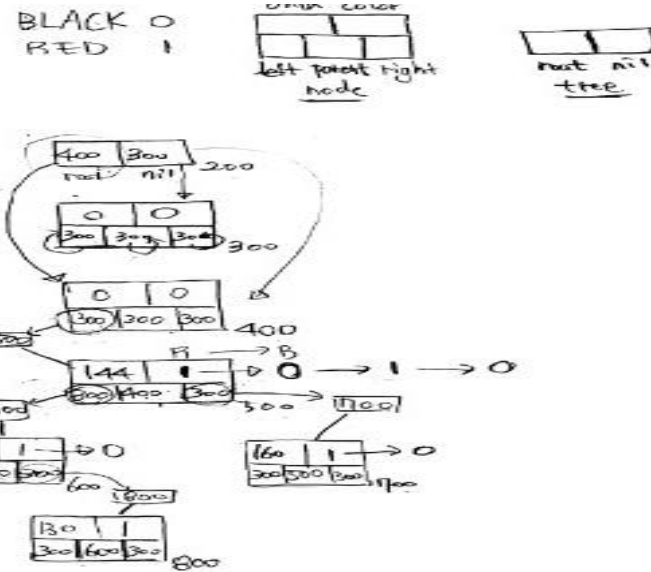 BLACK 0
RED 1
color
left parent right
node
root nil
tree
400 300
root nil 200
0 0
300 300 300
300
0 0
300 300 300
400
R → B
144 1 → 0 → 1 → 0
400 300
500 700
1 → 0
160 1 → 0
300 500 300
700
600 800
130 1
300 600 300
800